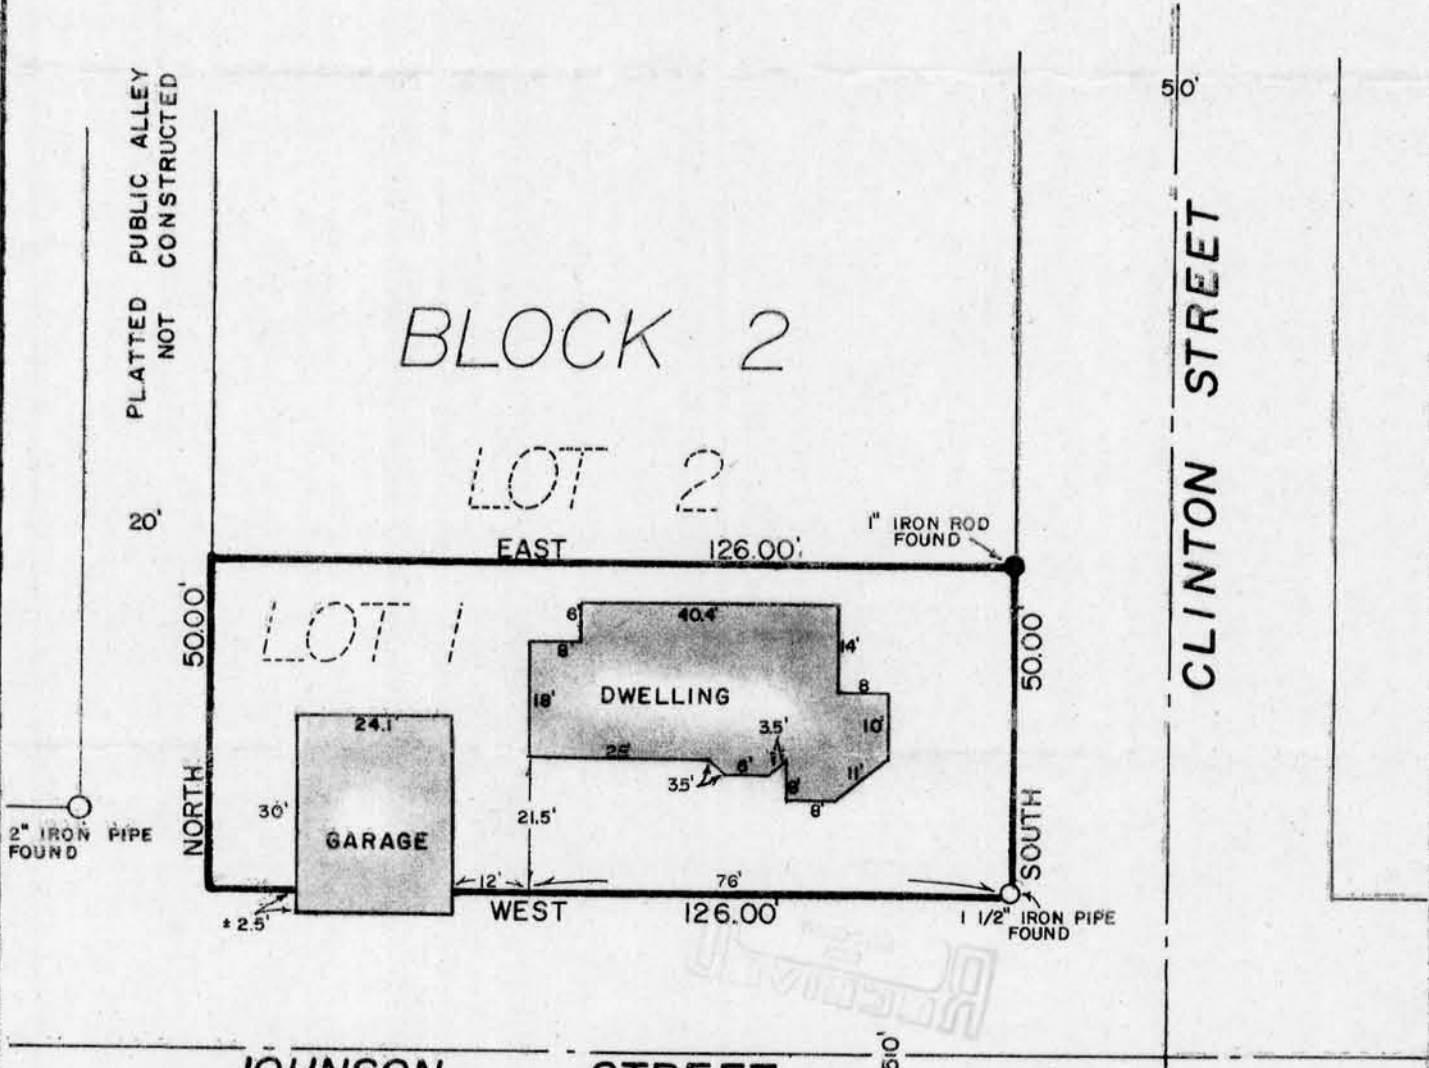 50'
PLATTED PUBLIC ALLEY
NOT CONSTRUCTED
20'
CLINTON STREET
BLOCK 2
LOT 2
1" IRON ROD
FOUND
EAST 126.00'
LOT 1
50.00'
NORTH
50.00'
SOUTH
6'
40.4'
8'
14'
18'
DWELLING
8
10'
3.5'
25'
6'
3.5'
11'
8'
24.1'
30'
GARAGE
21.5'
2" IRON PIPE
FOUND
12'
76'
WEST 126.00'
± 2.5'
1 1/2" IRON PIPE
FOUND
JOHNSON STREET